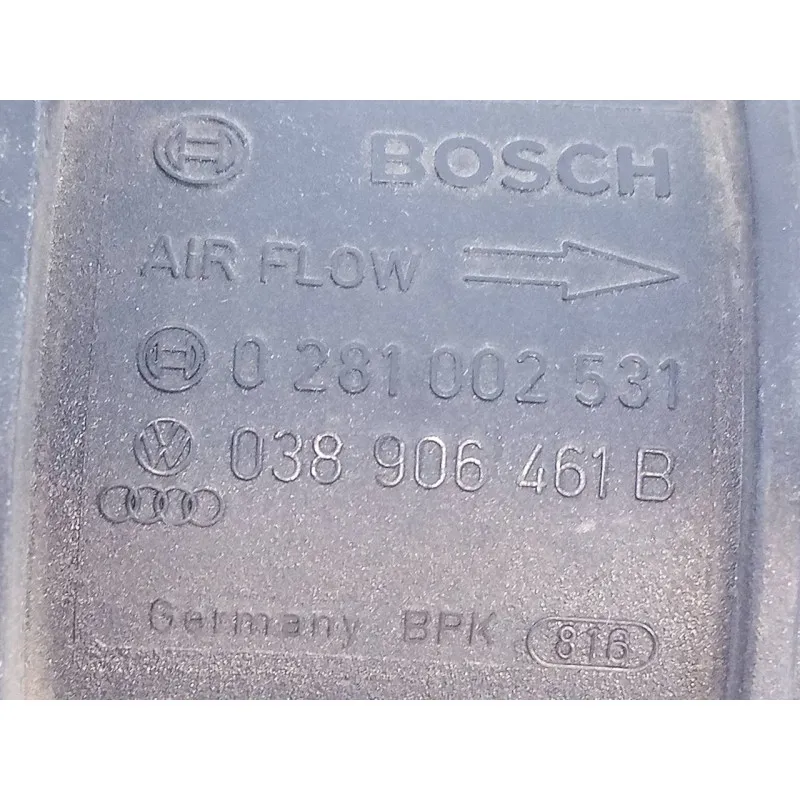 BOSCH
AIR FLOW
0 281 002 531
038 906 461 B
Germany BPK 816